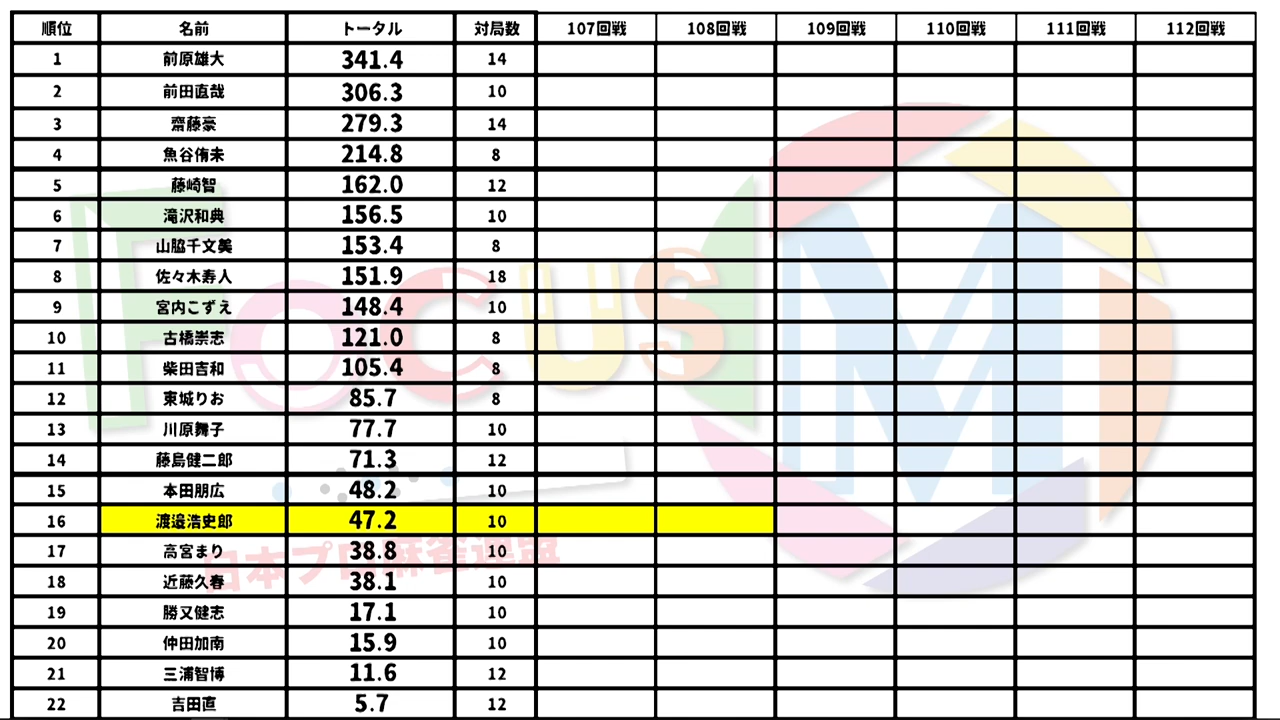 順位 名前 トータル 対局数 107回戦 108回戦 109回戦 110回戦 111回戦 112回戦
1 前原雄大 341.4 14
2 前田直哉 306.3 10
3 齋藤豪 279.3 14
4 魚谷侑未 214.8 8
5 藤崎智 162.0 12
6 滝沢和典 156.5 10
7 山脇千文美 153.4 8
8 佐々木寿人 151.9 18
9 宮内こずえ 148.4 10
10 古橋崇志 121.0 8
11 柴田吉和 105.4 8
12 東城りお 85.7 8
13 川原舞子 77.7 10
14 藤島健二郎 71.3 12
15 本田朋広 48.2 10
16 渡邉浩史郎 47.2 10
17 高宮まり 38.8 10
18 近藤久春 38.1 10
19 勝又健志 17.1 10
20 仲田加南 15.9 10
21 三浦智博 11.6 12
22 吉田直 5.7 12
Focus M
日本プロ麻雀連盟